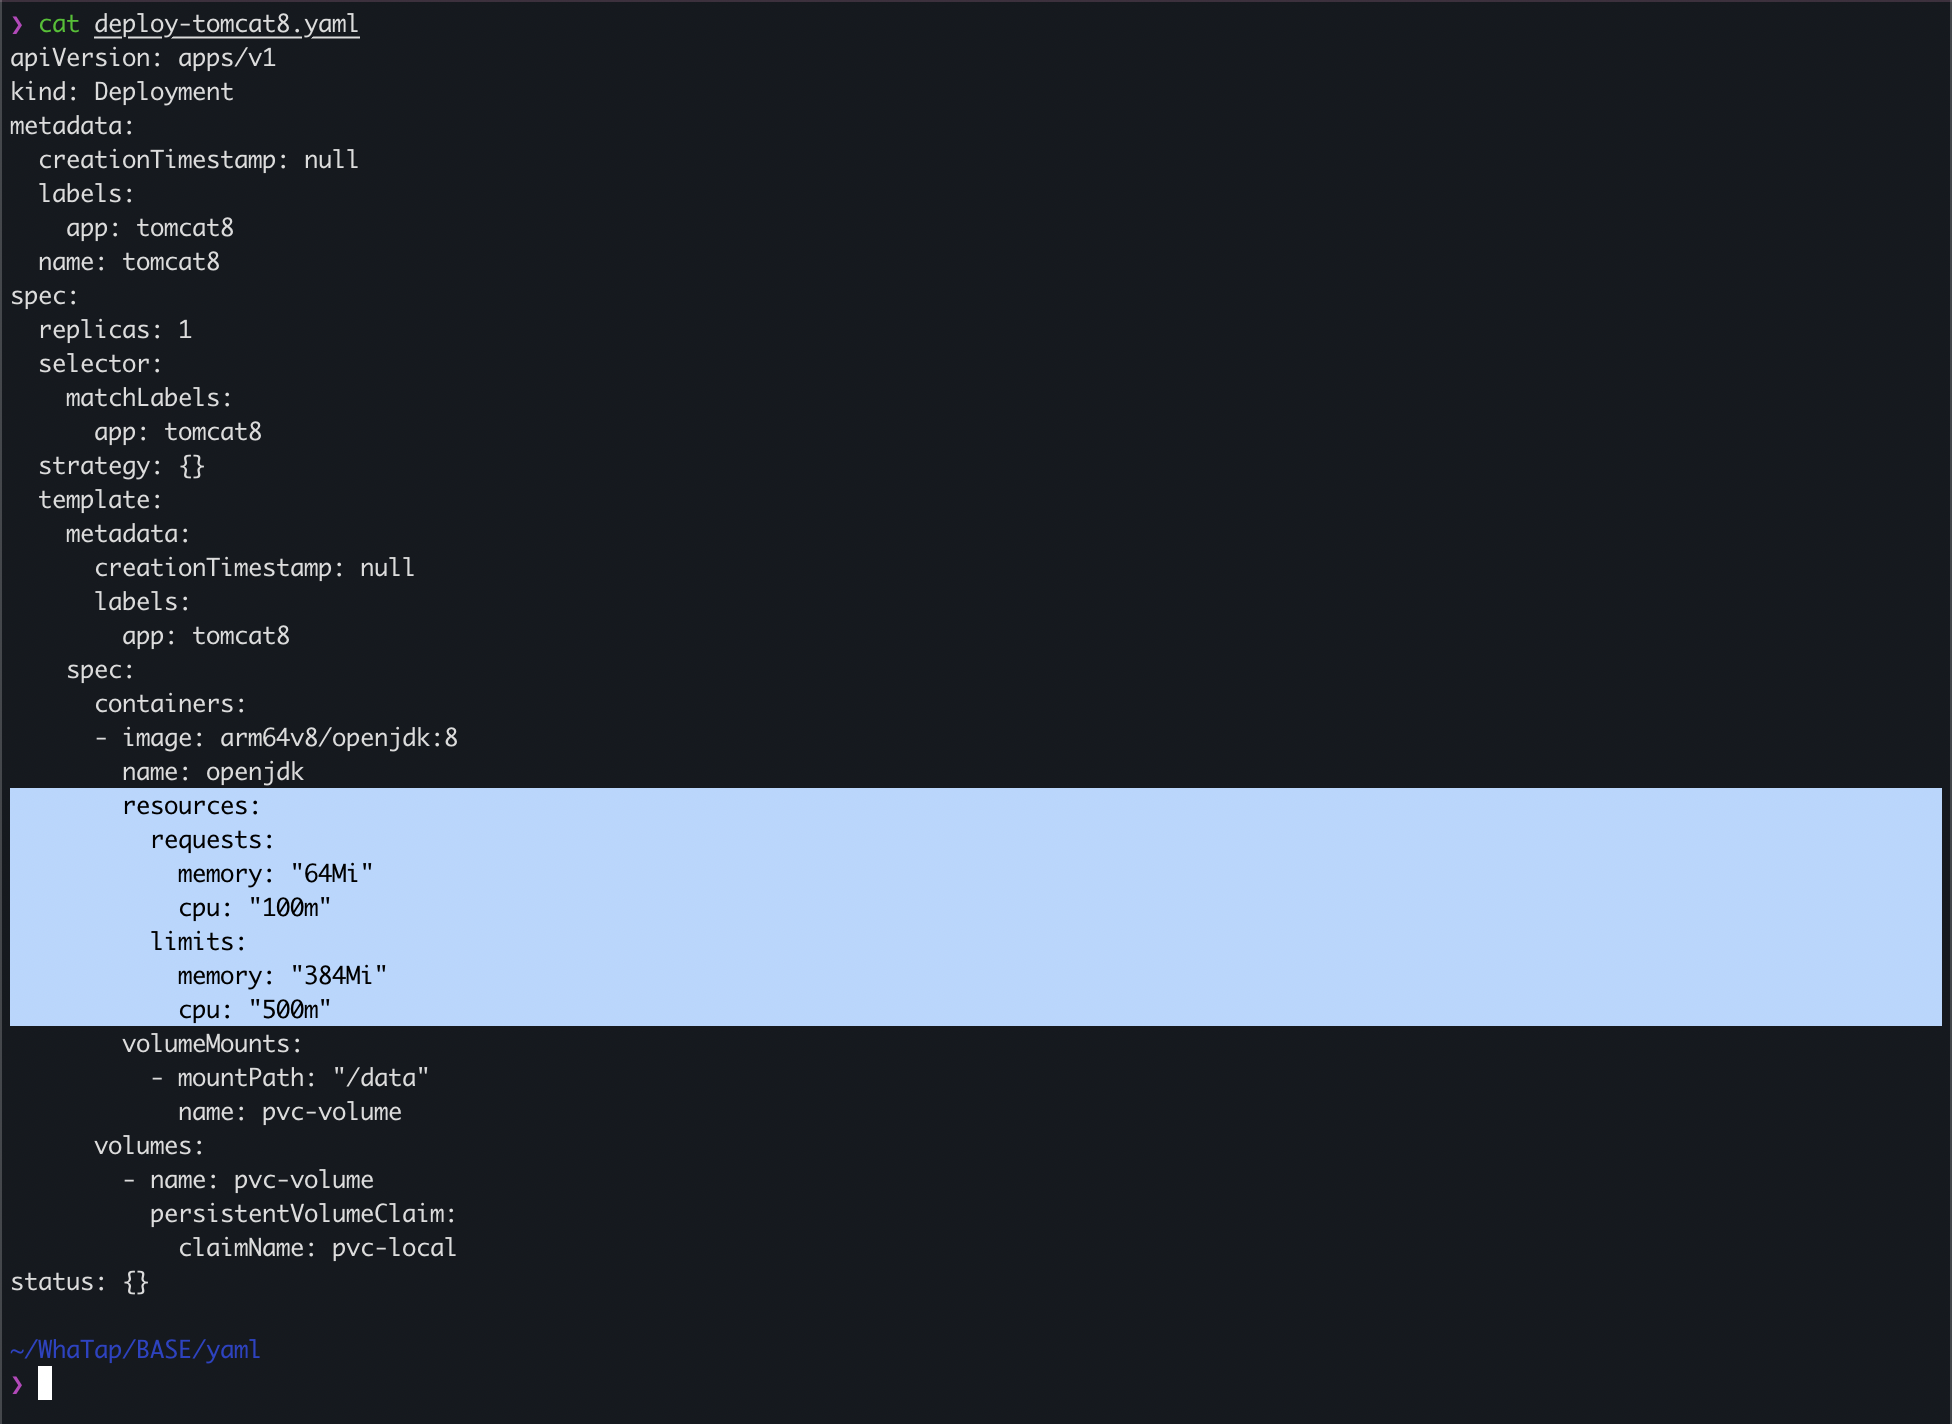 ❯ cat deploy-tomcat8.yaml
apiVersion: apps/v1
kind: Deployment
metadata:
  creationTimestamp: null
  labels:
    app: tomcat8
  name: tomcat8
spec:
  replicas: 1
  selector:
    matchLabels:
      app: tomcat8
  strategy: {}
  template:
    metadata:
      creationTimestamp: null
      labels:
        app: tomcat8
    spec:
      containers:
      - image: arm64v8/openjdk:8
        name: openjdk
        resources:
          requests:
            memory: "64Mi"
            cpu: "100m"
          limits:
            memory: "384Mi"
            cpu: "500m"
        volumeMounts:
          - mountPath: "/data"
            name: pvc-volume
      volumes:
        - name: pvc-volume
          persistentVolumeClaim:
            claimName: pvc-local
status: {}

~/WhaTap/BASE/yaml
❯